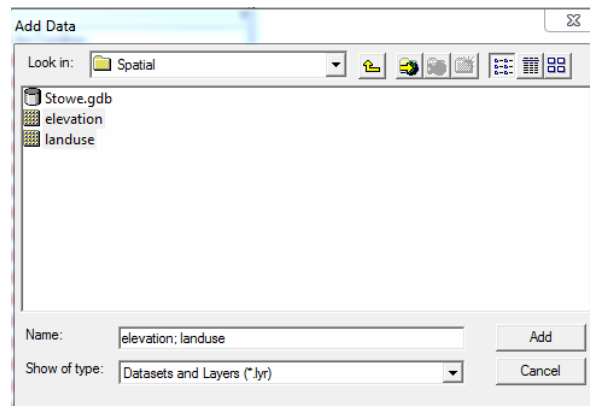 Add Data
Look in: Spatial
Stowe.gdb
elevation
landuse
Name: elevation; landuse Add
Show of type: Datasets and Layers (*.lyr) Cancel